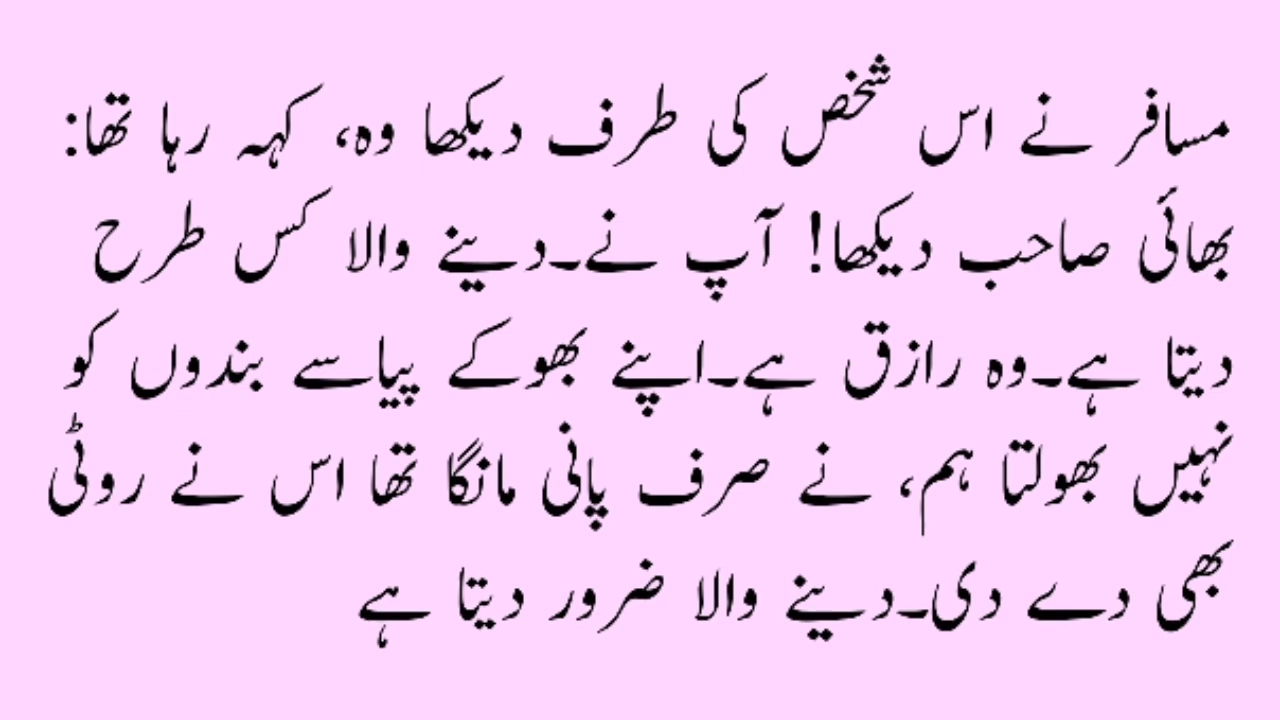 مسافر نے اس شخص کی طرف دیکھا وہ، کہہ رہا تھا:
بھائی صاحب دیکھا! آپ نے۔دینے والا کس طرح
دیتا ہے۔وہ رازق ہے۔اپنے بھوکے پیاسے بندوں کو
نہیں بھولتا ہم، نے صرف پانی مانگا تھا اس نے روٹی
بھی دے دی۔دینے والا ضرور دیتا ہے